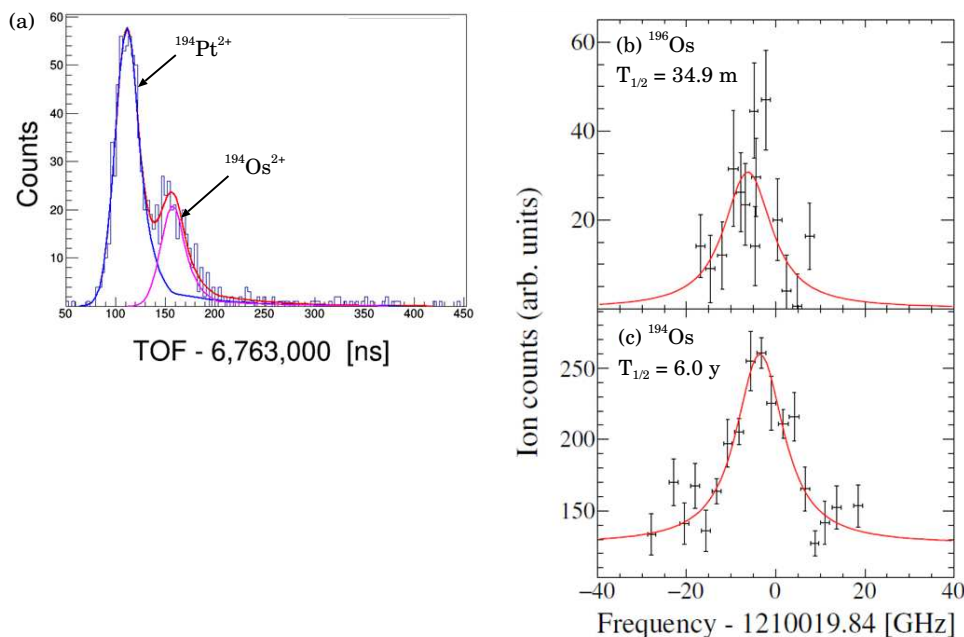 (a)
60
50
40
30
20
10
50
100
150
200
250
300
350
400
450
Counts
TOF - 6,763,000 [ns]
¹⁹⁴Pt²⁺
¹⁹⁴Os²⁺
(b) ¹⁹⁶Os
T₁/₂ = 34.9 m
60
40
20
(c) ¹⁹⁴Os
T₁/₂ = 6.0 y
250
200
150
Ion counts (arb. units)
−40
−20
0
20
40
Frequency - 1210019.84 [GHz]